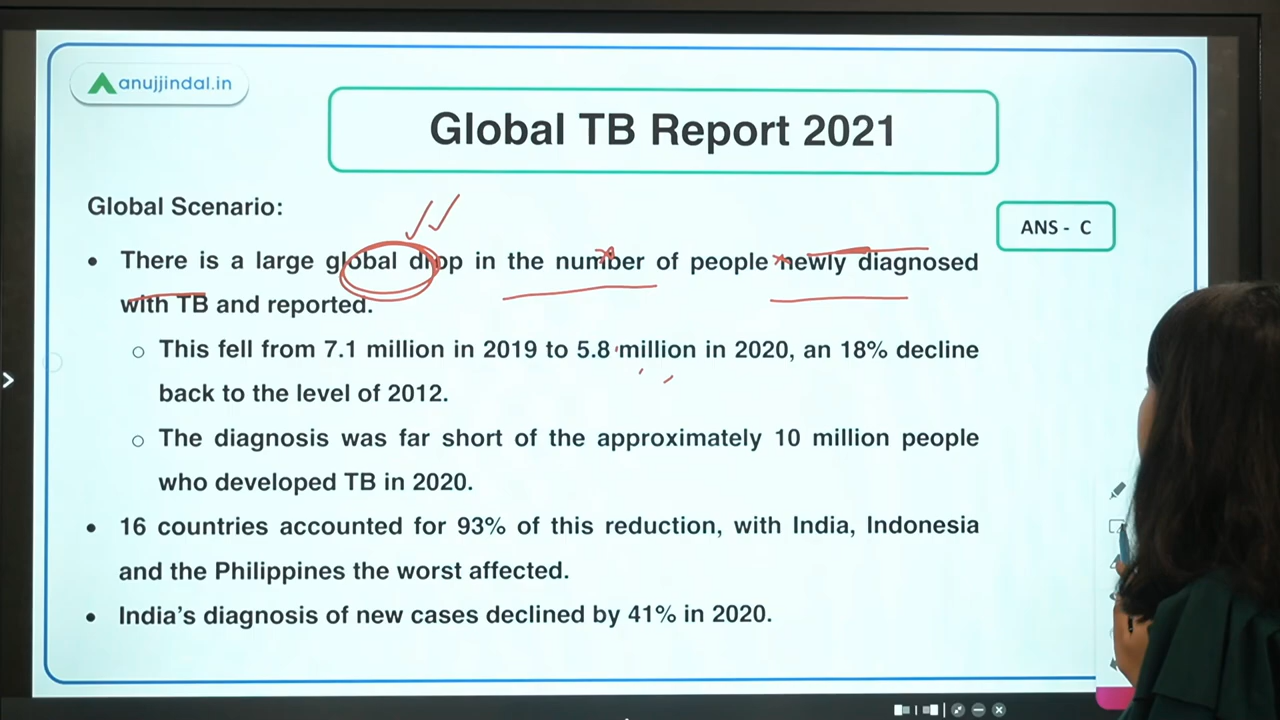 anujjindal.in
Global TB Report 2021
Global Scenario:
ANS - C
• There is a large global drop in the number of people newly diagnosed
with TB and reported.
○ This fell from 7.1 million in 2019 to 5.8 million in 2020, an 18% decline
back to the level of 2012.
○ The diagnosis was far short of the approximately 10 million people
who developed TB in 2020.
• 16 countries accounted for 93% of this reduction, with India, Indonesia
and the Philippines the worst affected.
• India’s diagnosis of new cases declined by 41% in 2020.